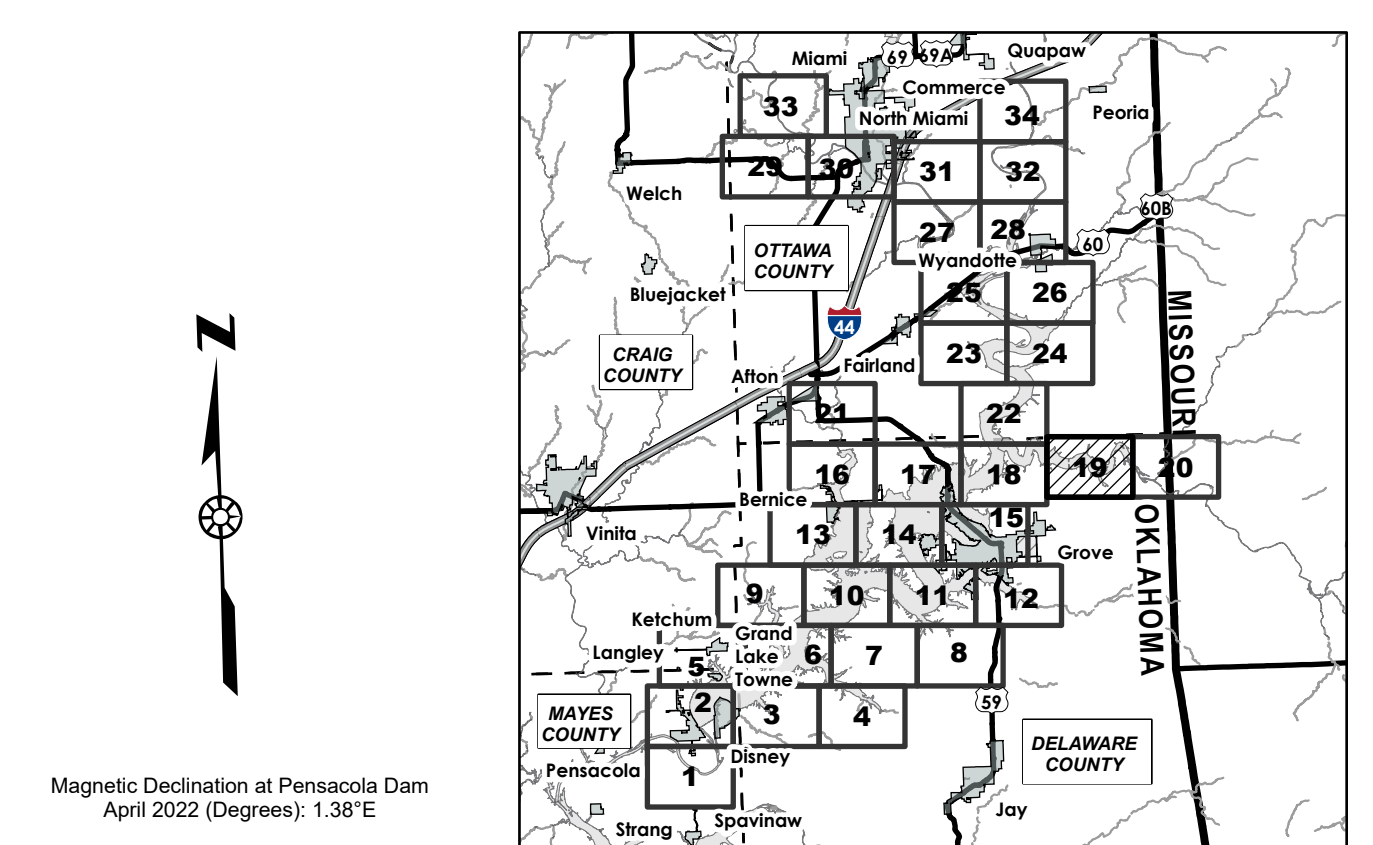 Miami
69
69A
Quapaw
Commerce
33
34
Peoria
North Miami
29
30
31
32
Welch
60B
27
28
60
OTTAWA
COUNTY
Wyandotte
Bluejacket
25
26
MISSOURI
44
N
CRAIG
COUNTY
Fairland
23
24
Afton
21
22
16
17
18
19
20
Bernice
15
Vinita
13
14
Grove
OKLAHOMA
9
10
11
12
Ketchum
Grand
Lake
Towne
Langley
5
6
7
8
2
3
4
59
MAYES
COUNTY
DELAWARE
COUNTY
Disney
Pensacola
1
Magnetic Declination at Pensacola Dam
April 2022 (Degrees): 1.38°E
Jay
Strang
Spavinaw